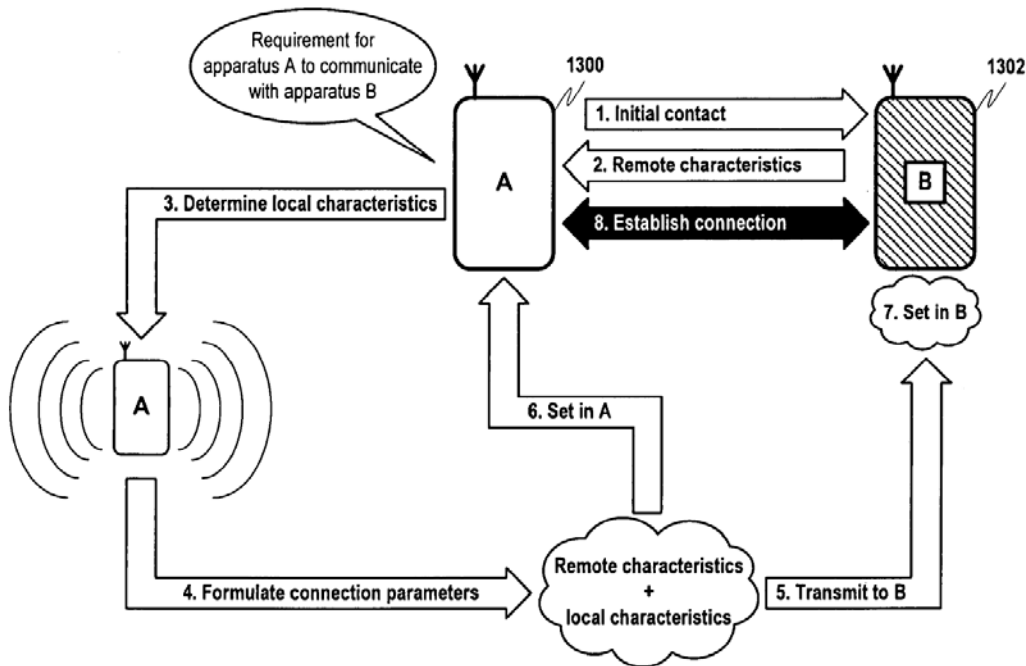 Requirement for
apparatus A to communicate
with apparatus B
1300
1302
A
B
1. Initial contact
2. Remote characteristics
8. Establish connection
3. Determine local characteristics
A
7. Set in B
6. Set in A
4. Formulate connection parameters
Remote characteristics
+
local characteristics
5. Transmit to B